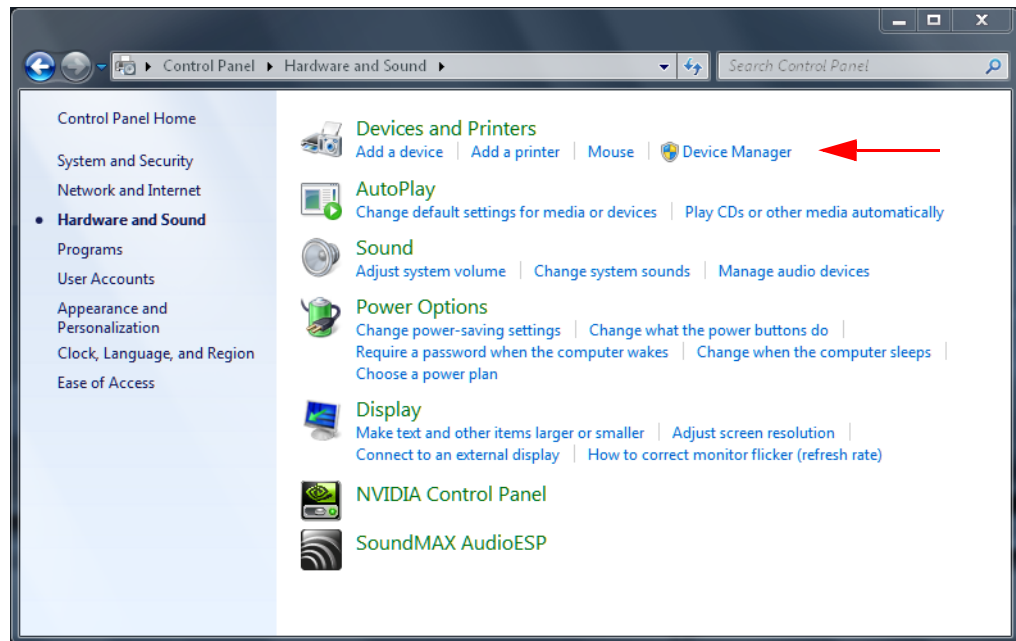 Control Panel Hardware and Sound
Search Control Panel
Control Panel Home
System and Security
Network and Internet
Hardware and Sound
Programs
User Accounts
Appearance and
Personalization
Clock, Language, and Region
Ease of Access
Devices and Printers
Add a device Add a printer Mouse Device Manager
AutoPlay
Change default settings for media or devices Play CDs or other media automatically
Sound
Adjust system volume Change system sounds Manage audio devices
Power Options
Change power-saving settings Change what the power buttons do
Require a password when the computer wakes Change when the computer sleeps
Choose a power plan
Display
Make text and other items larger or smaller Adjust screen resolution
Connect to an external display How to correct monitor flicker (refresh rate)
NVIDIA Control Panel
SoundMAX AudioESP